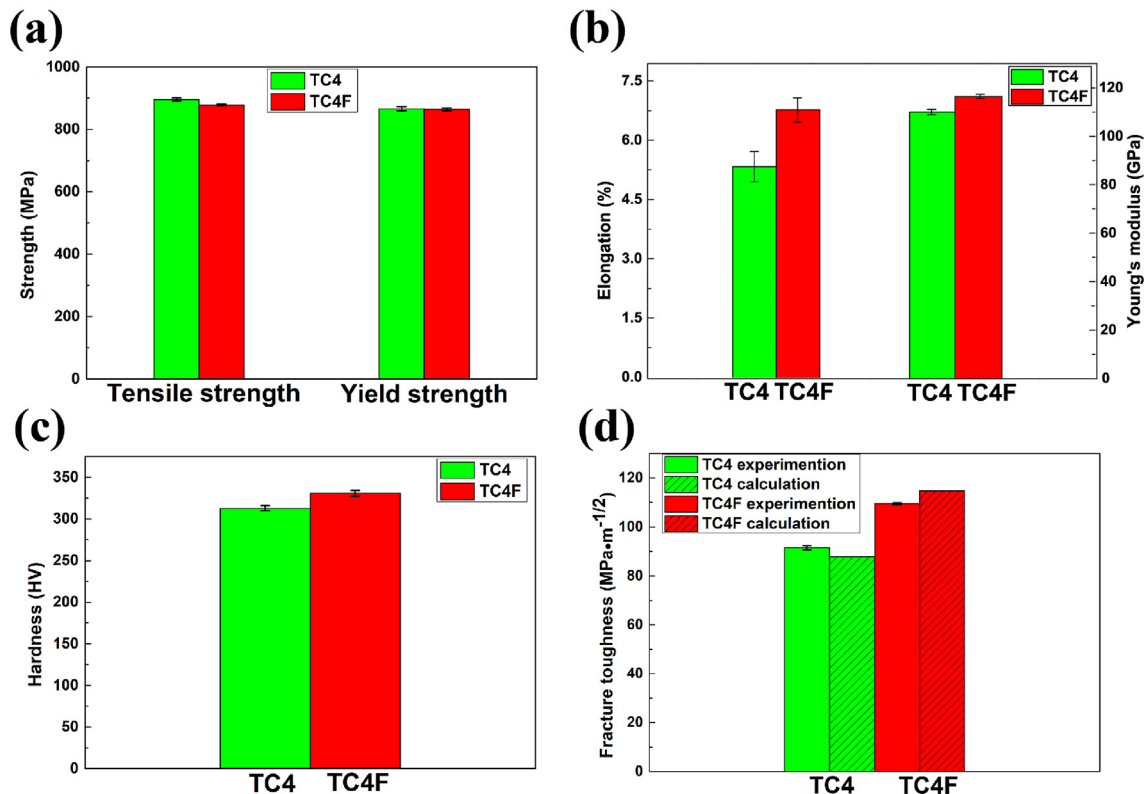 (a)
1000
800
600
400
200
0
Strength (MPa)
TC4
TC4F
Tensile strength
Yield strength
(b)
7.5
6.0
4.5
3.0
1.5
0.0
Elongation (%)
TC4
TC4F
120
100
80
60
40
20
0
Young's modulus (GPa)
TC4 TC4F
TC4 TC4F
(c)
350
300
250
200
150
100
50
0
Hardness (HV)
TC4
TC4F
TC4
TC4F
(d)
120
100
80
60
40
20
0
Fracture toughness (MPa•m-1/2)
TC4 experimention
TC4 calculation
TC4F experimention
TC4F calculation
TC4
TC4F